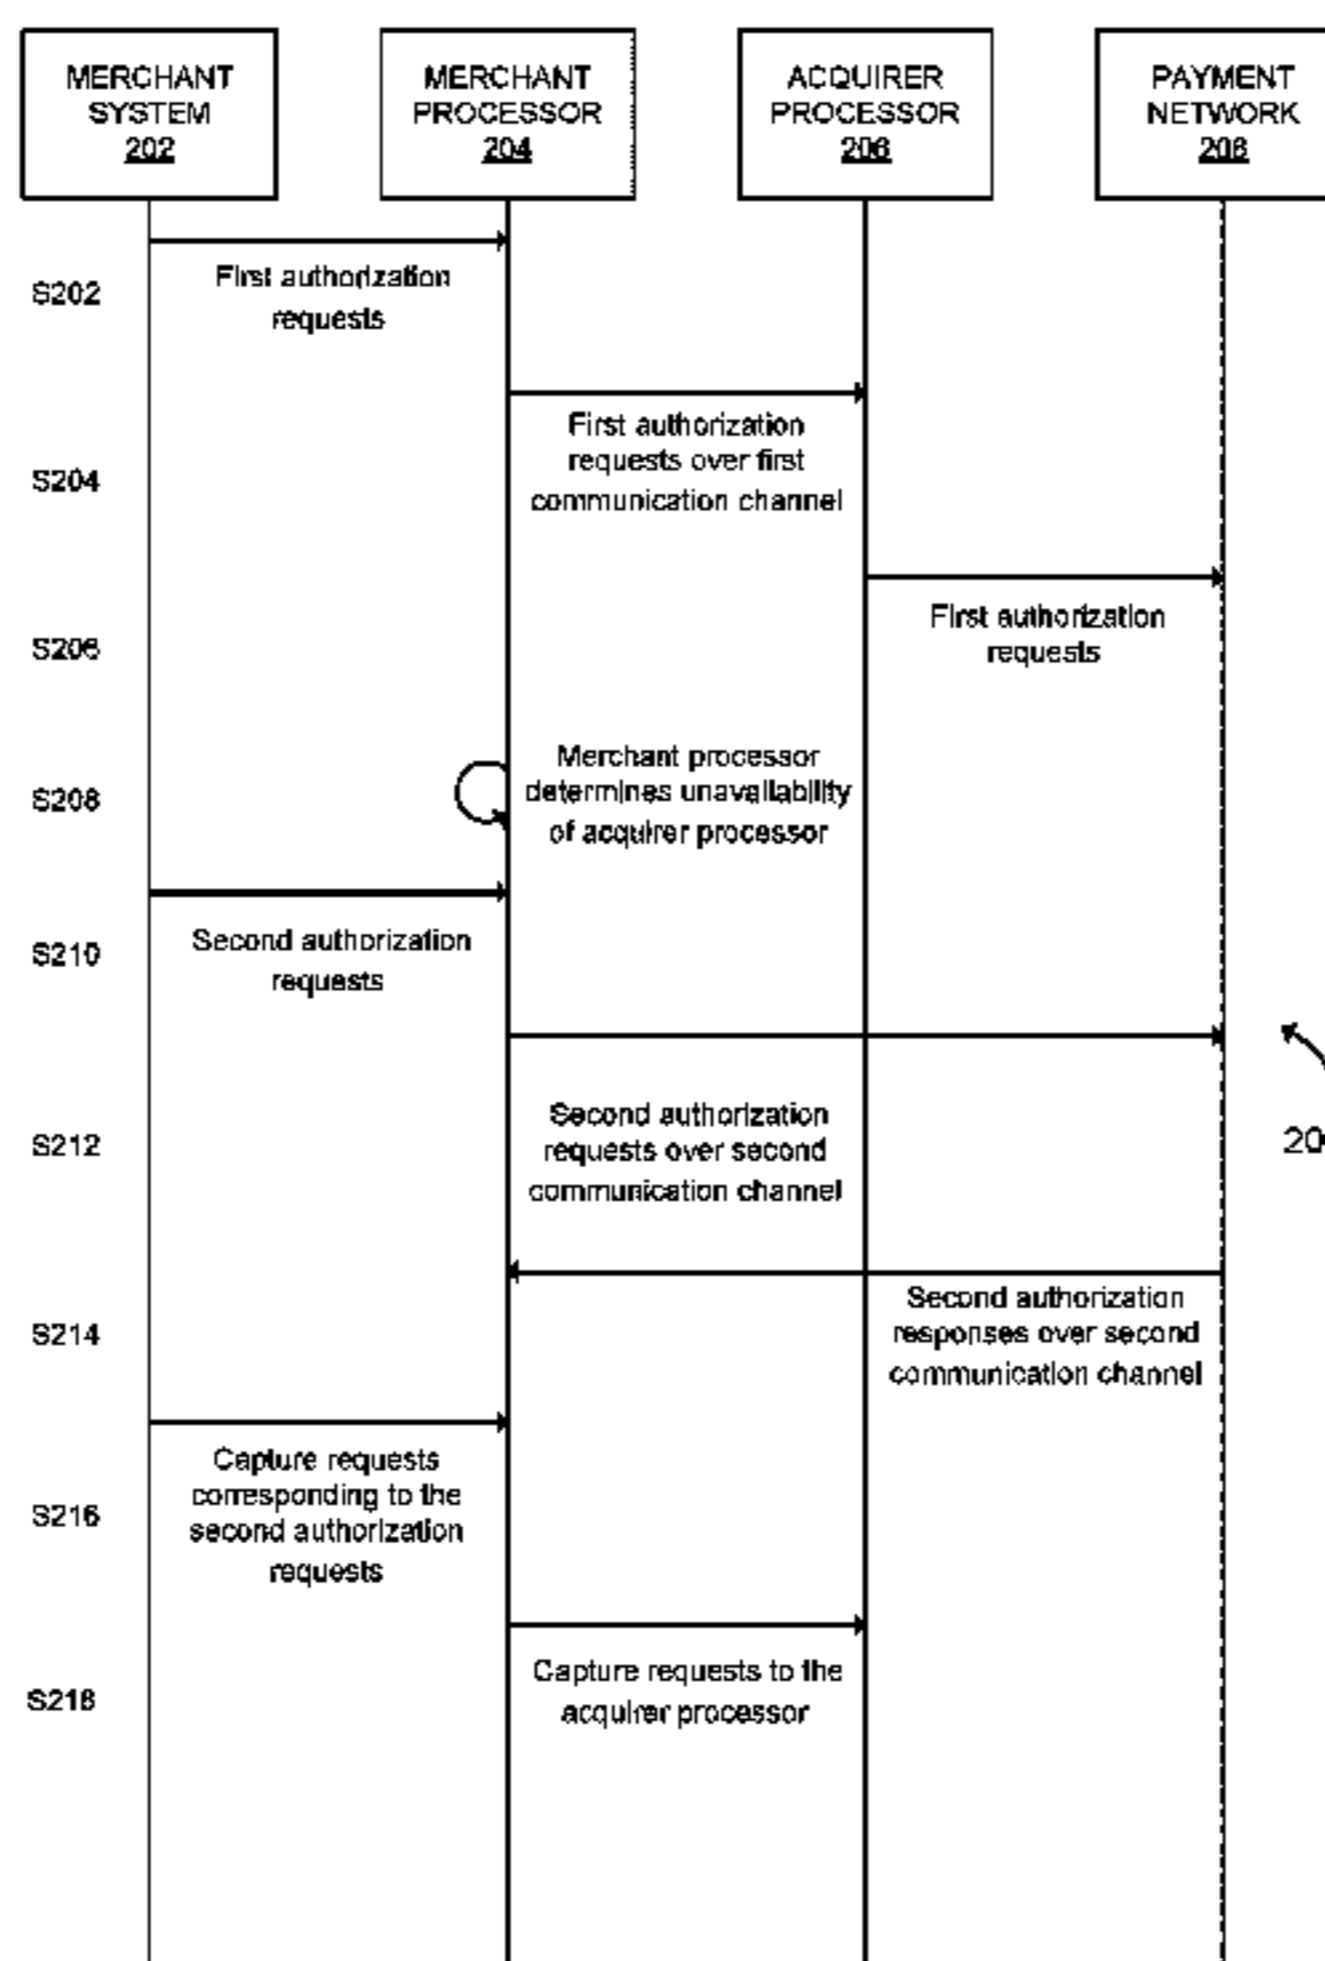 MERCHANT
SYSTEM
202
MERCHANT
PROCESSOR
204
ACQUIRER
PROCESSOR
206
PAYMENT
NETWORK
208
S202
First authorization
requests
First authorization
requests over first
communication channel
S204
First authorization
requests
S206
Merchant processor
determines unavailability
of acquirer processor
S208
Second authorization
requests
S210
Second authorization
requests over second
communication channel
S212
20
Second authorization
responses over second
communication channel
S214
Capture requests
corresponding to the
second authorization
requests
S216
Capture requests to the
acquirer processor
S218